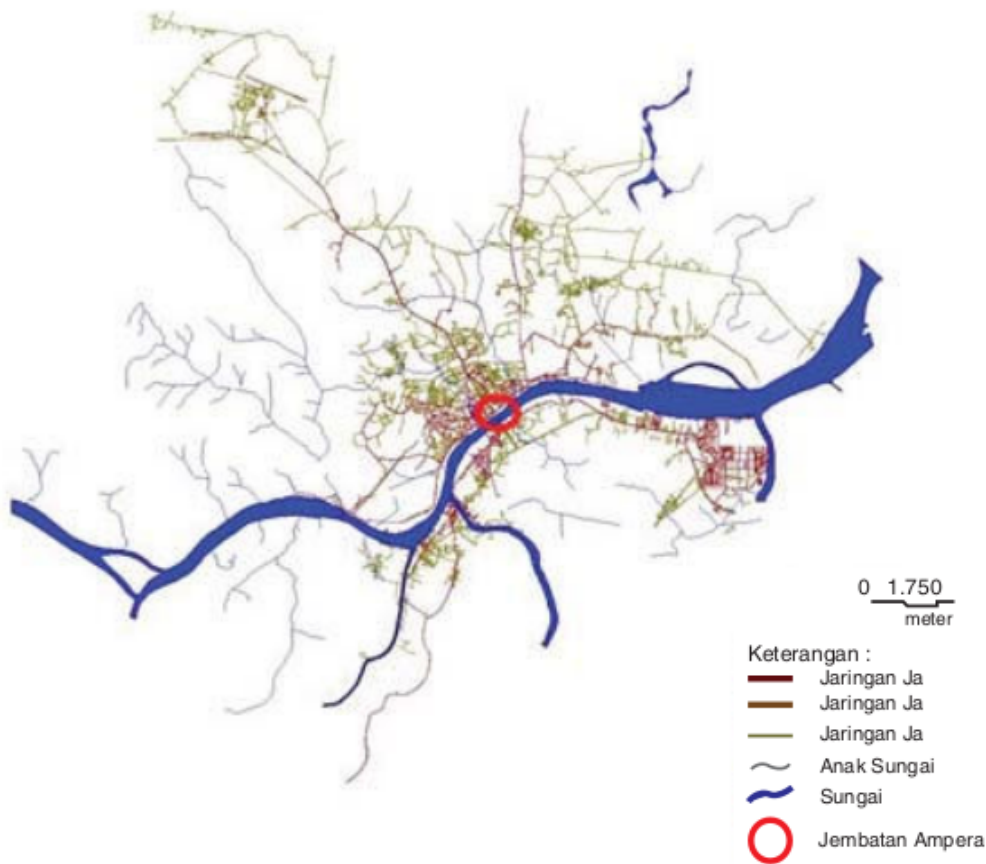 0 1.750
meter
Keterangan :
Jaringan Ja
Jaringan Ja
Jaringan Ja
Anak Sungai
Sungai
Jembatan Ampera